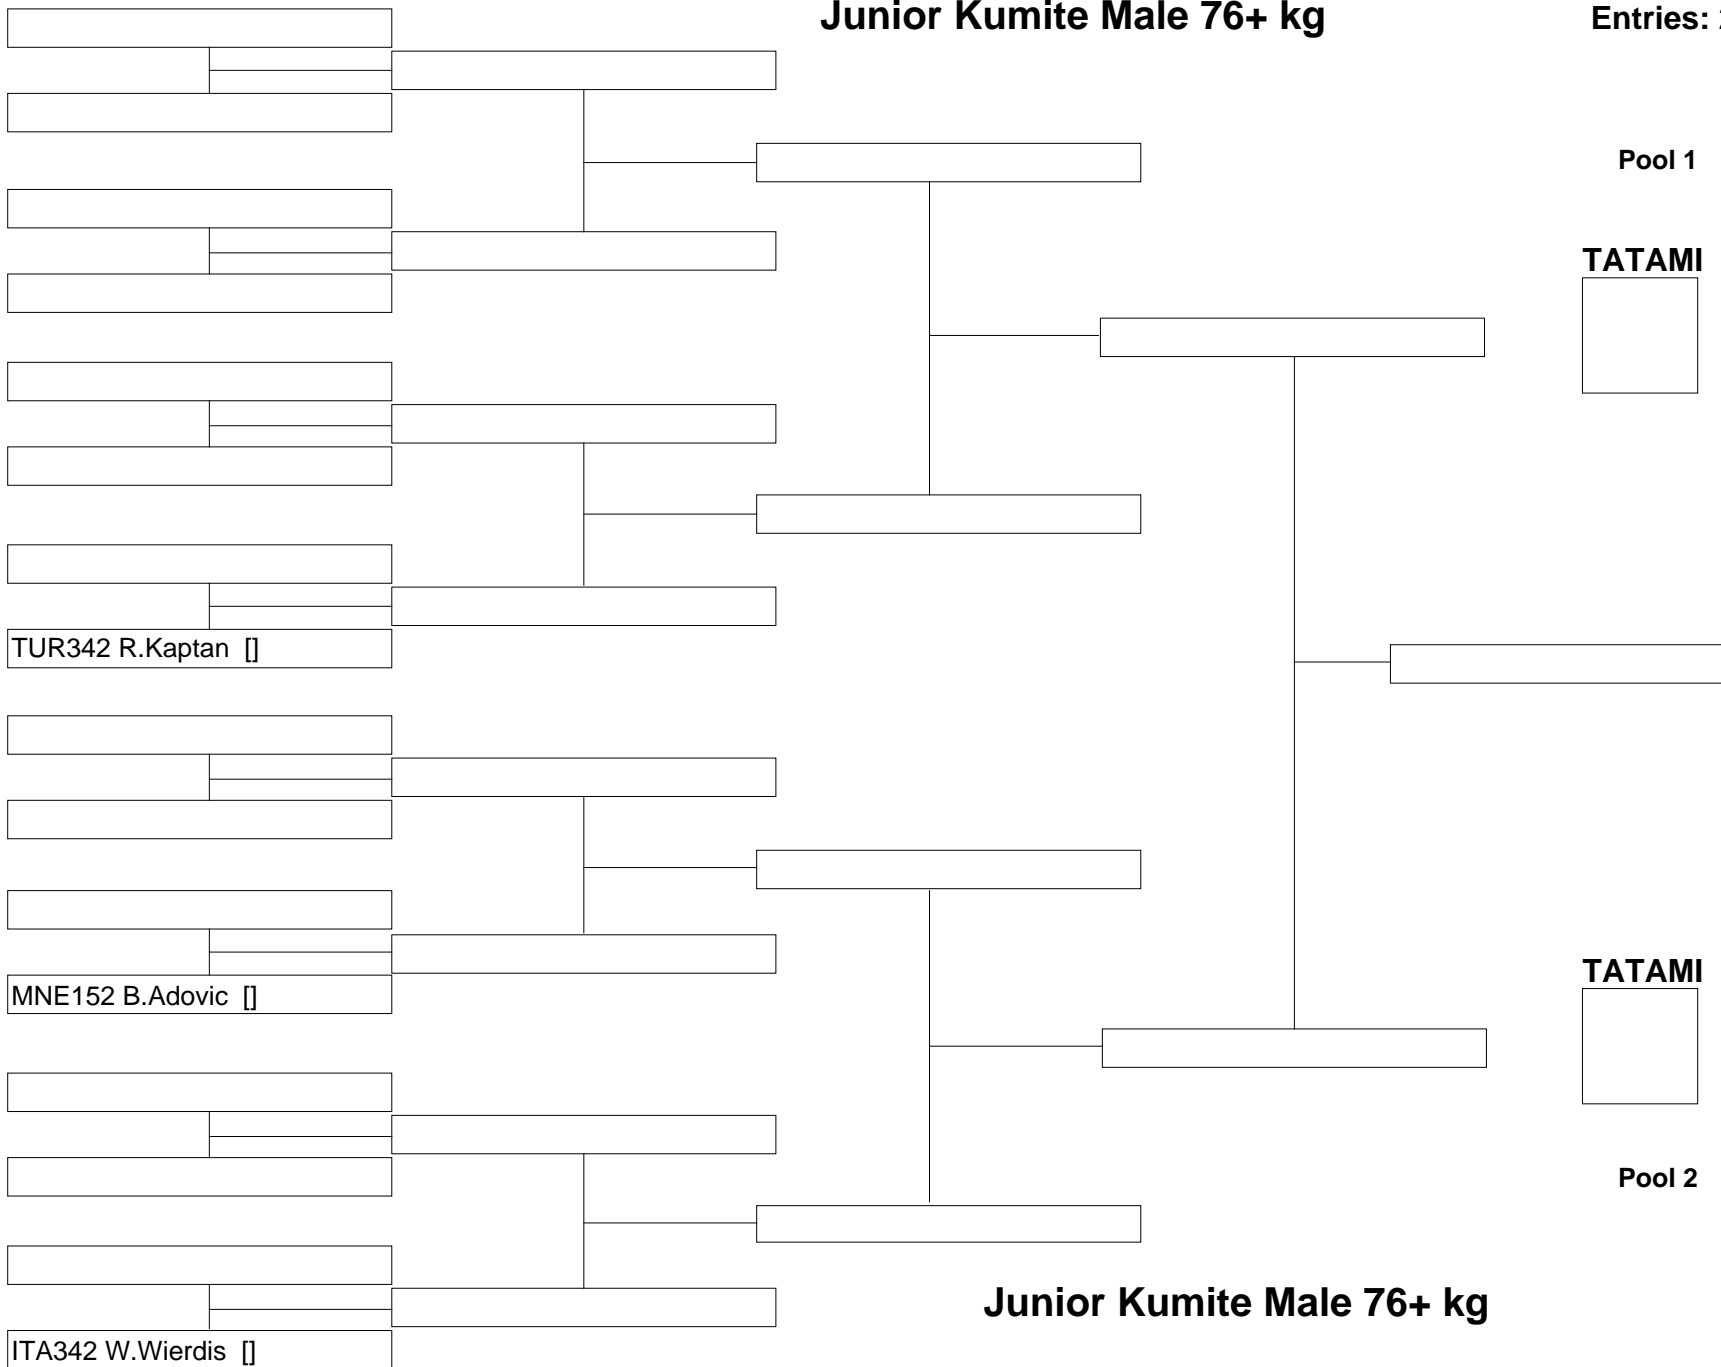 Junior Kumite Male 76+ kg
Entries:
Pool 1
TATAMI
TUR342 R.Kaptan []
MNE152 B.Adovic []
TATAMI
Pool 2
Junior Kumite Male 76+ kg
ITA342 W.Wierdis []